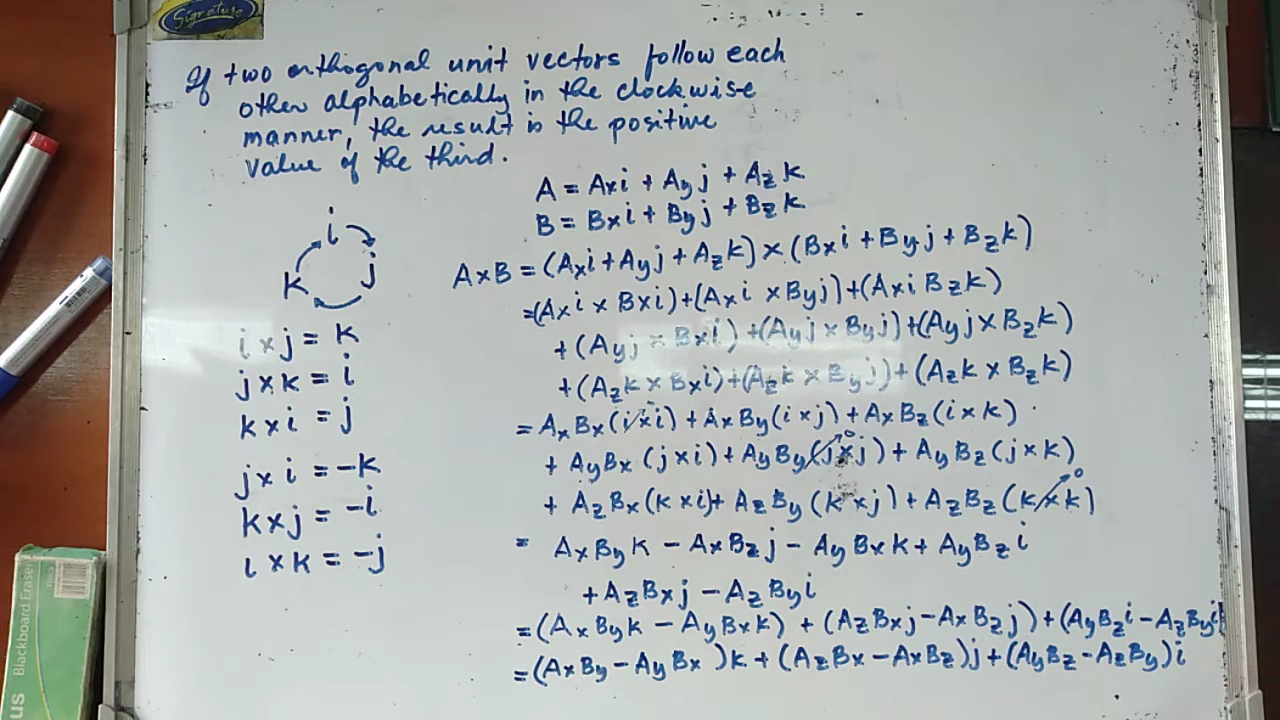 Signature
If two orthogonal unit vectors follow each
other alphabetically in the clockwise
manner, the result is the positive
value of the third.
i
k j
i x j = k
j x k = i
k x i = j
j x i = -k
k x j = -i
i x k = -j
A = Axi + Ayj + Azk
B = Bxi + Byj + Bzk
AxB = (Axi + Ayj + Azk) x (Bxi + Byj + Bzk)
=(Axi x Bxi)+(Axi x Byj)+(Axi Bzk)
+(Ayj x Bxi)+(Ayj x Byj)+(Ayj x Bzk)
+(Azk x Bxi)+(Azk x Byj)+(Azk x Bzk)
= AxBx(i x i) + AxBy(i x j) + AxBz(i x k)
+ AyBx(j x i) + AyBy(j x j)0 + AyBz(j x k)
+ AzBx(k x i)+ AzBy(k x j) + AzBz(k x k)0
= AxByk - AxBzj - AyBxk + AyBzi
+ AzBxj - AzByi
=(AxByk - AyBxk) + (AzBxj - AxBzj) + (AyBzi - AzByi)
=(AxBy - AyBx)k + (AzBx - AxBz)j + (AyBz - AzBy)i
Blackboard Eraser
us